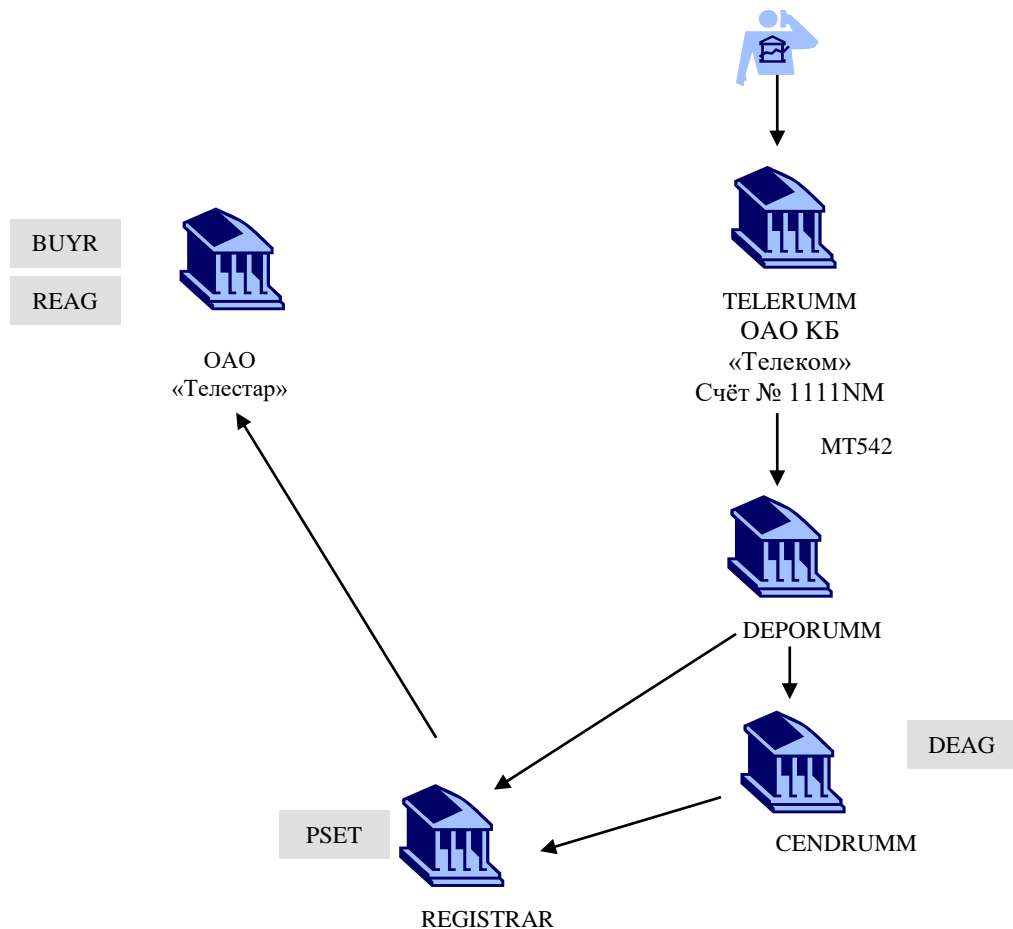 BUYR
REAG
ОАО
«Телестар»
TELERUMM
ОАО КБ
«Телеком»
Счёт № 1111NM
MT542
DEPORUMM
DEAG
CENDRUMM
PSET
REGISTRAR